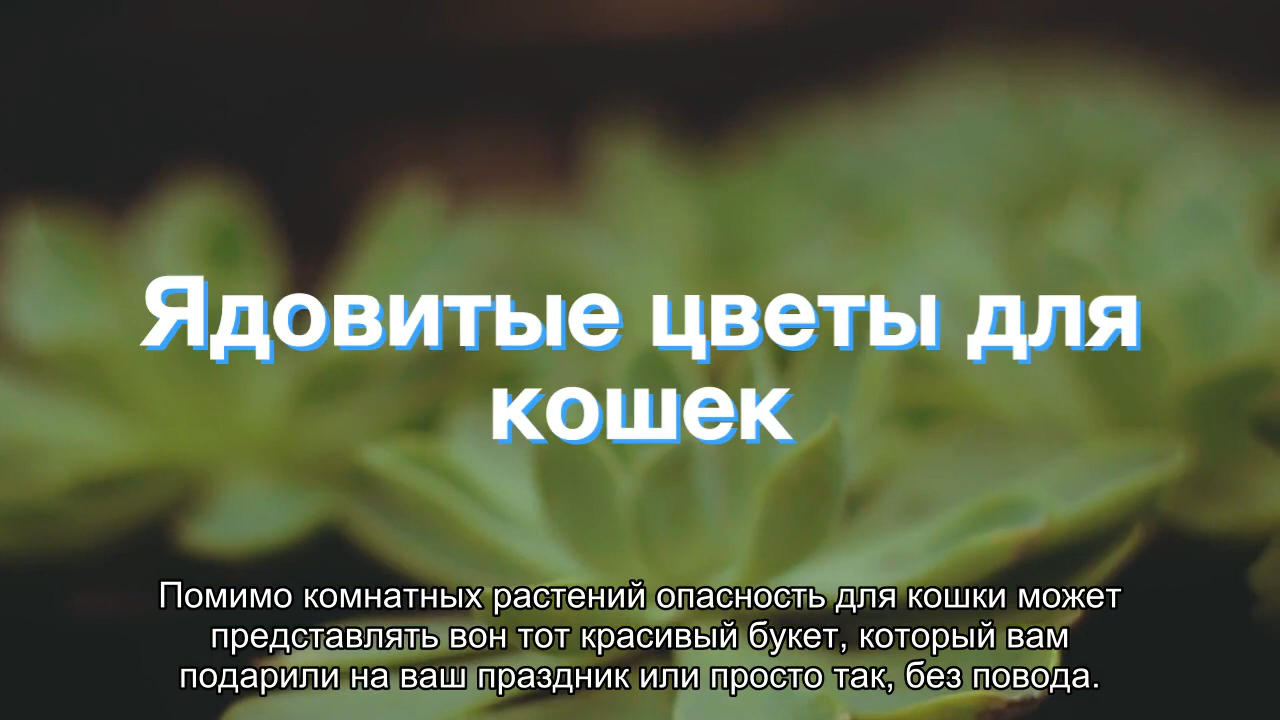 Ядовитые цветы для
кошек
Помимо комнатных растений опасность для кошки может
представлять вон тот красивый букет, который вам
подарили на ваш праздник или просто так, без повода.